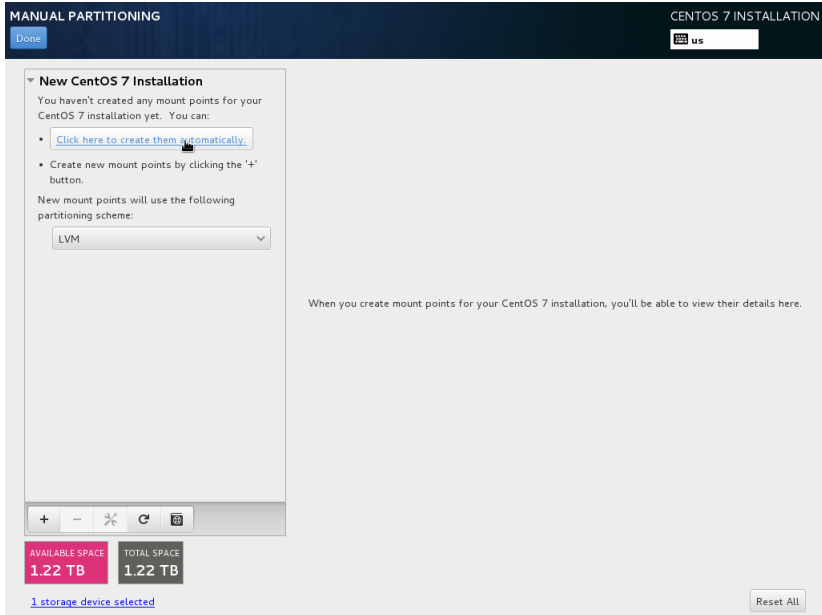 MANUAL PARTITIONING
CENTOS 7 INSTALLATION
Done
us
New CentOS 7 Installation
You haven't created any mount points for your
CentOS 7 installation yet. You can:
• Click here to create them automatically.
• Create new mount points by clicking the '+'
button.
New mount points will use the following
partitioning scheme:
LVM
When you create mount points for your CentOS 7 installation, you'll be able to view their details here.
+ −
AVAILABLE SPACE
1.22 TB
TOTAL SPACE
1.22 TB
1 storage device selected
Reset All